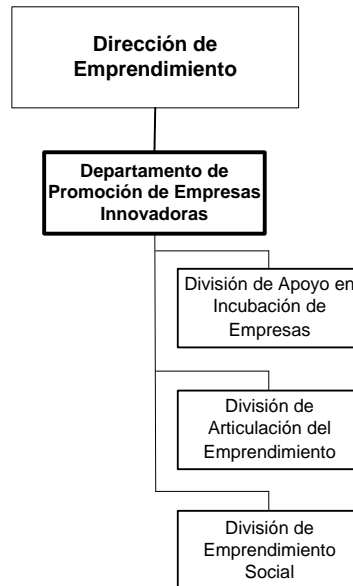 Dirección de
Emprendimiento
Departamento de
Promoción de Empresas
Innovadoras
División de Apoyo en
Incubación de
Empresas
División de
Articulación del
Emprendimiento
División de
Emprendimiento
Social